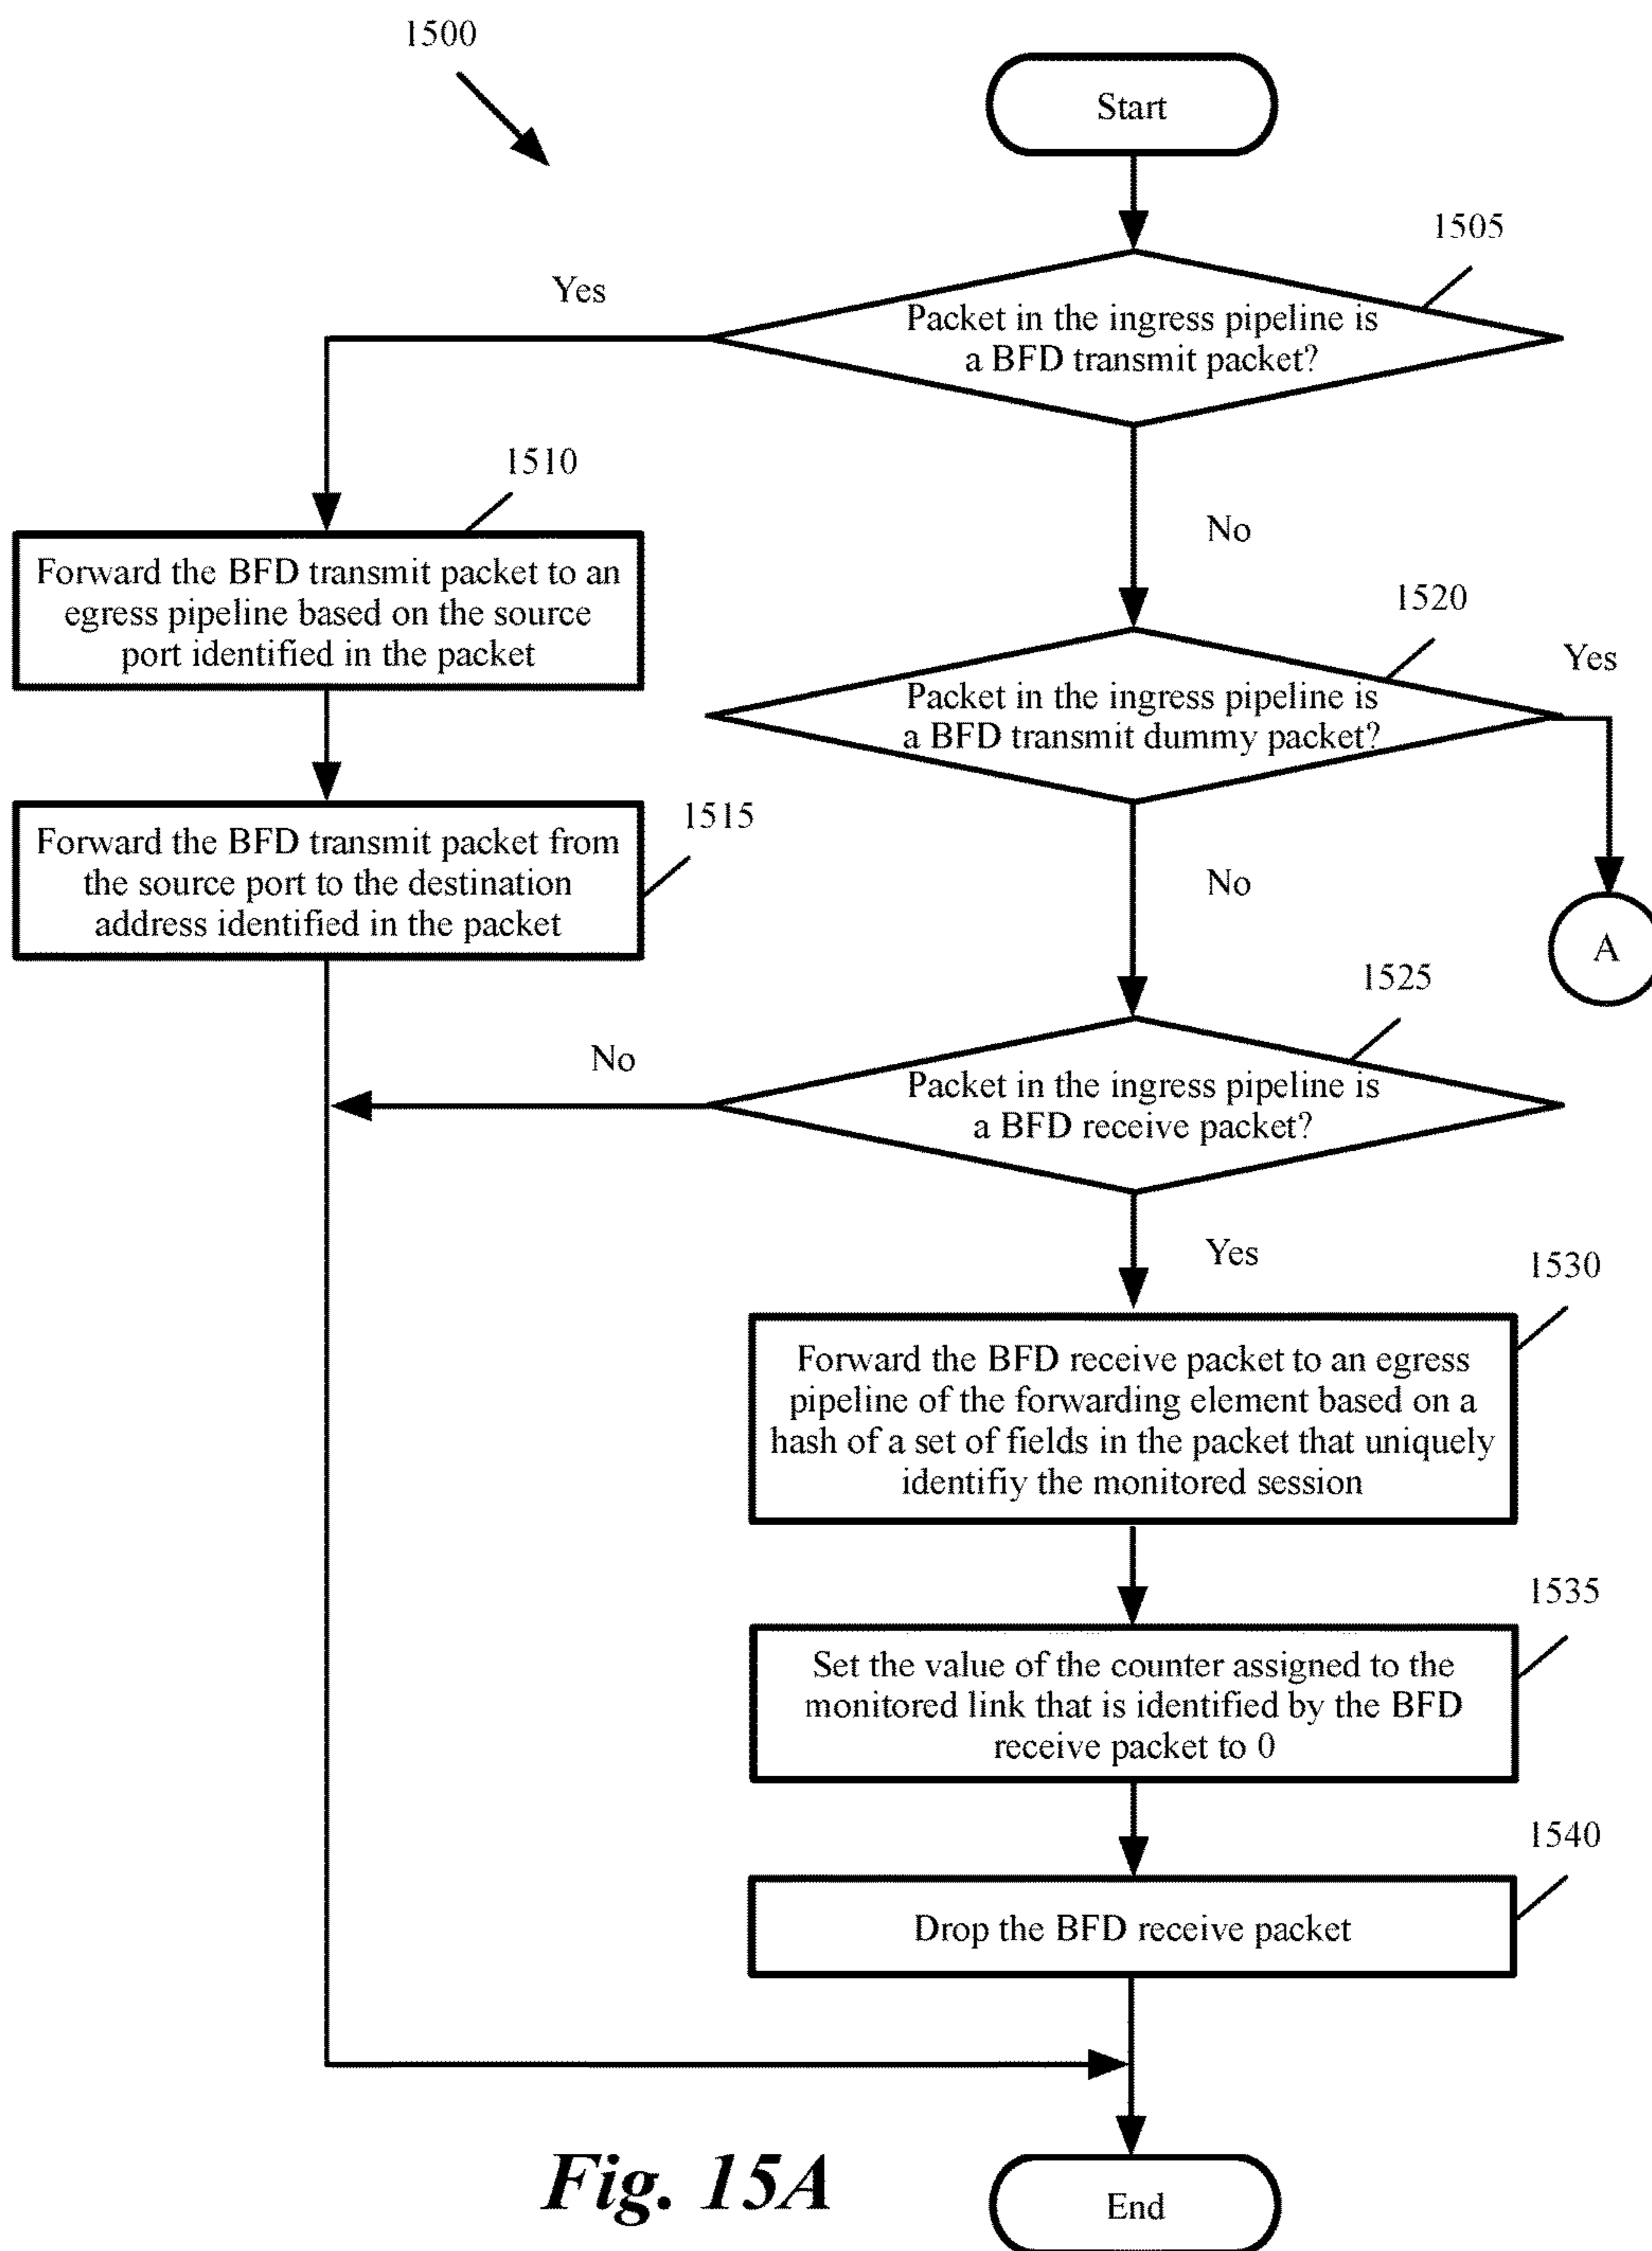 1500
Start
1505
Yes
Packet in the ingress pipeline is
a BFD transmit packet?
1510
No
Forward the BFD transmit packet to an
egress pipeline based on the source
port identified in the packet
1520
Yes
Packet in the ingress pipeline is
a BFD transmit dummy packet?
1515
Forward the BFD transmit packet from
the source port to the destination
address identified in the packet
No
A
1525
No
Packet in the ingress pipeline is
a BFD receive packet?
Yes
1530
Forward the BFD receive packet to an egress
pipeline of the forwarding element based on a
hash of a set of fields in the packet that uniquely
identifiy the monitored session
1535
Set the value of the counter assigned to the
monitored link that is identified by the BFD
receive packet to 0
1540
Drop the BFD receive packet
Fig. 15A
End